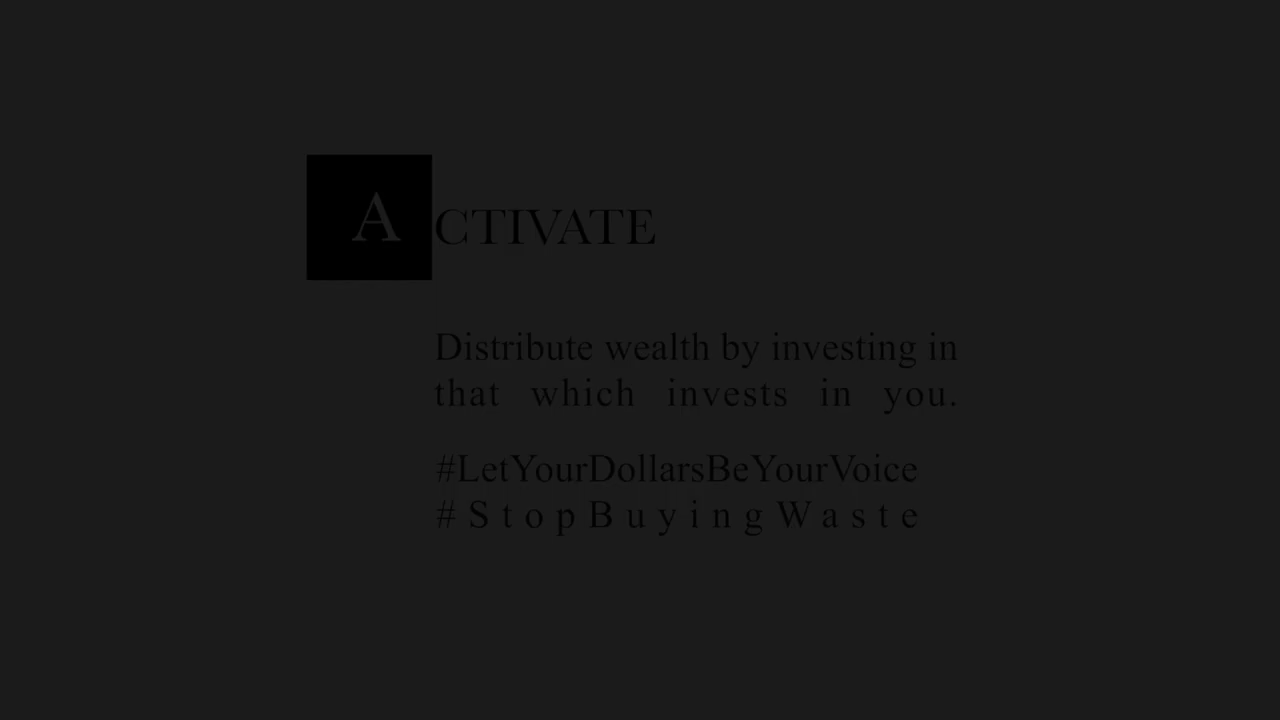 ACTIVATE
Distribute wealth by investing in
that which invests in you.
#LetYourDollarsBeYourVoice
#StopBuyingWaste